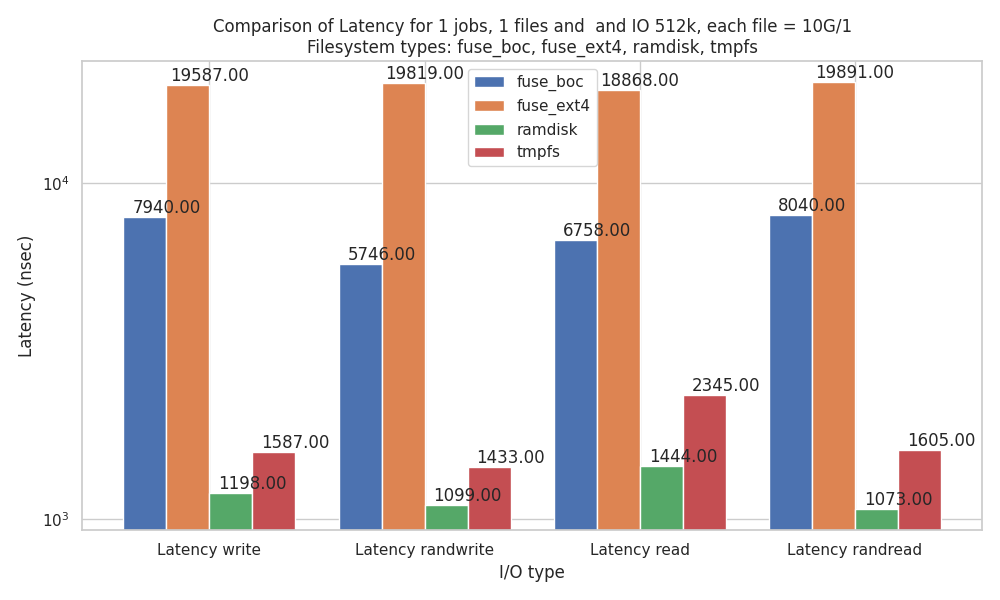 Comparison of Latency for 1 jobs, 1 files and  and IO 512k, each file = 10G/1
Filesystem types: fuse_boc, fuse_ext4, ramdisk, tmpfs
fuse_boc
fuse_ext4
ramdisk
tmpfs
19587.00
19819.00
18868.00
19891.00
10⁴
7940.00
5746.00
6758.00
8040.00
2345.00
1587.00
1433.00
1444.00
1605.00
1198.00
1099.00
1073.00
10³
Latency (nsec)
Latency write
Latency randwrite
Latency read
Latency randread
I/O type